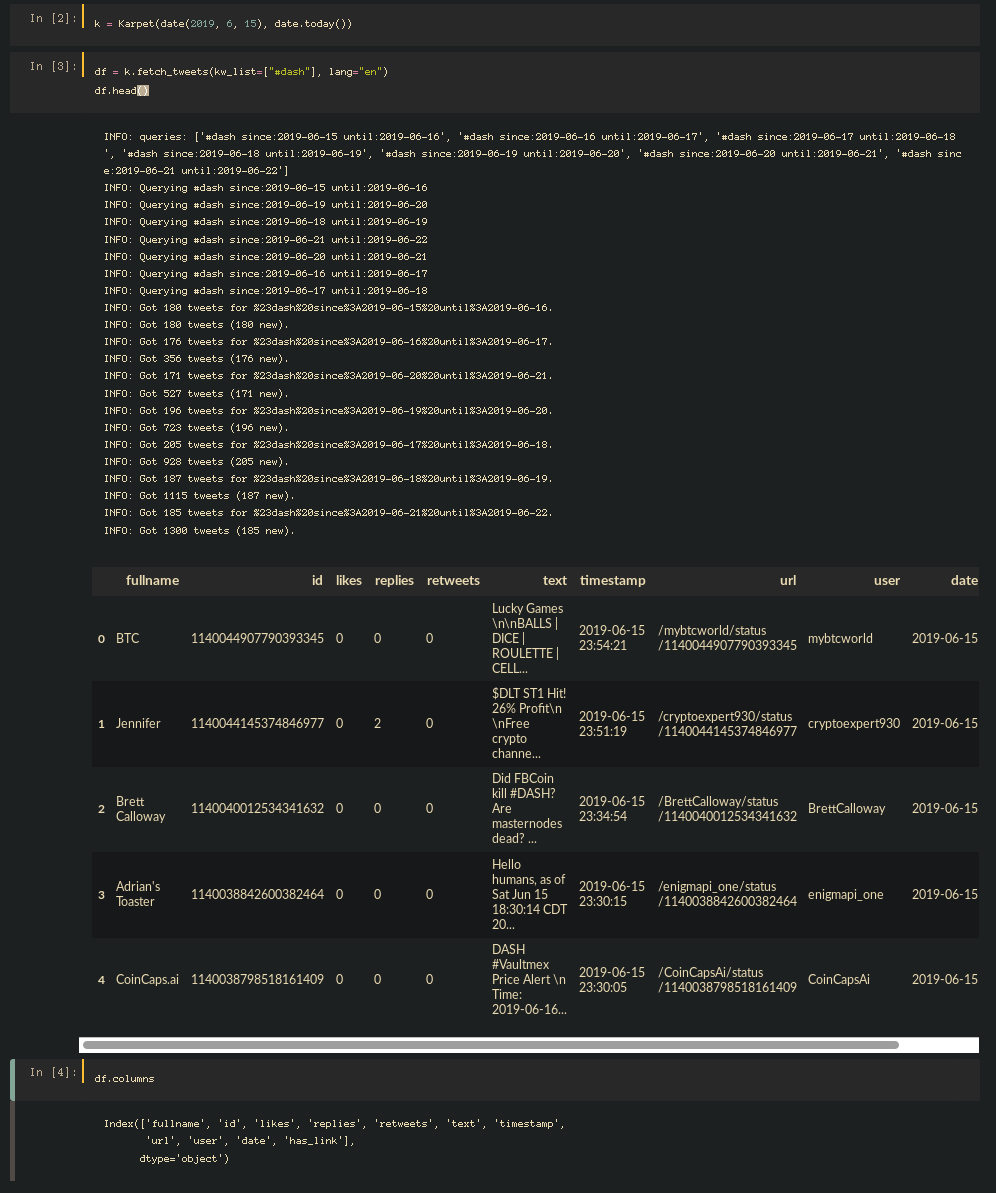 In [2]: k = Karpet(date(2019, 6, 15), date.today())
In [3]: df = k.fetch_tweets(kw_list=["#dash"], lang="en")
df.head()
INFO: queries: ['#dash since:2019-06-15 until:2019-06-16', '#dash since:2019-06-16 until:2019-06-17', '#dash since:2019-06-17 until:2019-06-18
', '#dash since:2019-06-18 until:2019-06-19', '#dash since:2019-06-19 until:2019-06-20', '#dash since:2019-06-20 until:2019-06-21', '#dash sinc
e:2019-06-21 until:2019-06-22']
INFO: Querying #dash since:2019-06-15 until:2019-06-16
INFO: Querying #dash since:2019-06-19 until:2019-06-20
INFO: Querying #dash since:2019-06-18 until:2019-06-19
INFO: Querying #dash since:2019-06-21 until:2019-06-22
INFO: Querying #dash since:2019-06-20 until:2019-06-21
INFO: Querying #dash since:2019-06-16 until:2019-06-17
INFO: Querying #dash since:2019-06-17 until:2019-06-18
INFO: Got 180 tweets for %23dash%20since%3A2019-06-15%20until%3A2019-06-16.
INFO: Got 180 tweets (180 new).
INFO: Got 176 tweets for %23dash%20since%3A2019-06-16%20until%3A2019-06-17.
INFO: Got 356 tweets (176 new).
INFO: Got 171 tweets for %23dash%20since%3A2019-06-20%20until%3A2019-06-21.
INFO: Got 527 tweets (171 new).
INFO: Got 196 tweets for %23dash%20since%3A2019-06-19%20until%3A2019-06-20.
INFO: Got 723 tweets (196 new).
INFO: Got 205 tweets for %23dash%20since%3A2019-06-17%20until%3A2019-06-18.
INFO: Got 928 tweets (205 new).
INFO: Got 187 tweets for %23dash%20since%3A2019-06-18%20until%3A2019-06-19.
INFO: Got 1115 tweets (187 new).
INFO: Got 185 tweets for %23dash%20since%3A2019-06-21%20until%3A2019-06-22.
INFO: Got 1300 tweets (185 new).
fullname id likes replies retweets text timestamp url user date
Lucky Games
\n\nBALLS |
DICE |
ROULETTE |
CELL...
0 BTC 1140044907790393345 0 0 0 2019-06-15 23:54:21 /mybtcworld/status /1140044907790393345 mybtcworld 2019-06-15
$DLT ST1 Hit!
26% Profit\n
\nFree
crypto
channe...
1 Jennifer 1140044145374846977 0 2 0 2019-06-15 23:51:19 /cryptoexpert930/status /1140044145374846977 cryptoexpert930 2019-06-15
Did FBCoin
kill #DASH?
Are
masternodes
dead? ...
2 Brett Calloway 1140040012534341632 0 0 0 2019-06-15 23:34:54 /BrettCalloway/status /1140040012534341632 BrettCalloway 2019-06-15
Hello
humans, as of
Sat Jun 15
18:30:14 CDT
20...
3 Adrian's Toaster 1140038842600382464 0 0 0 2019-06-15 23:30:15 /enigmapi_one/status /1140038842600382464 enigmapi_one 2019-06-15
DASH
#Vaultmex
Price Alert \n
Time:
2019-06-16...
4 CoinCaps.ai 1140038798518161409 0 0 0 2019-06-15 23:30:05 /CoinCapsAi/status /1140038798518161409 CoinCapsAi 2019-06-15
In [4]: df.columns
Index(['fullname', 'id', 'likes', 'replies', 'retweets', 'text', 'timestamp',
'url', 'user', 'date', 'has_link'],
dtype='object')